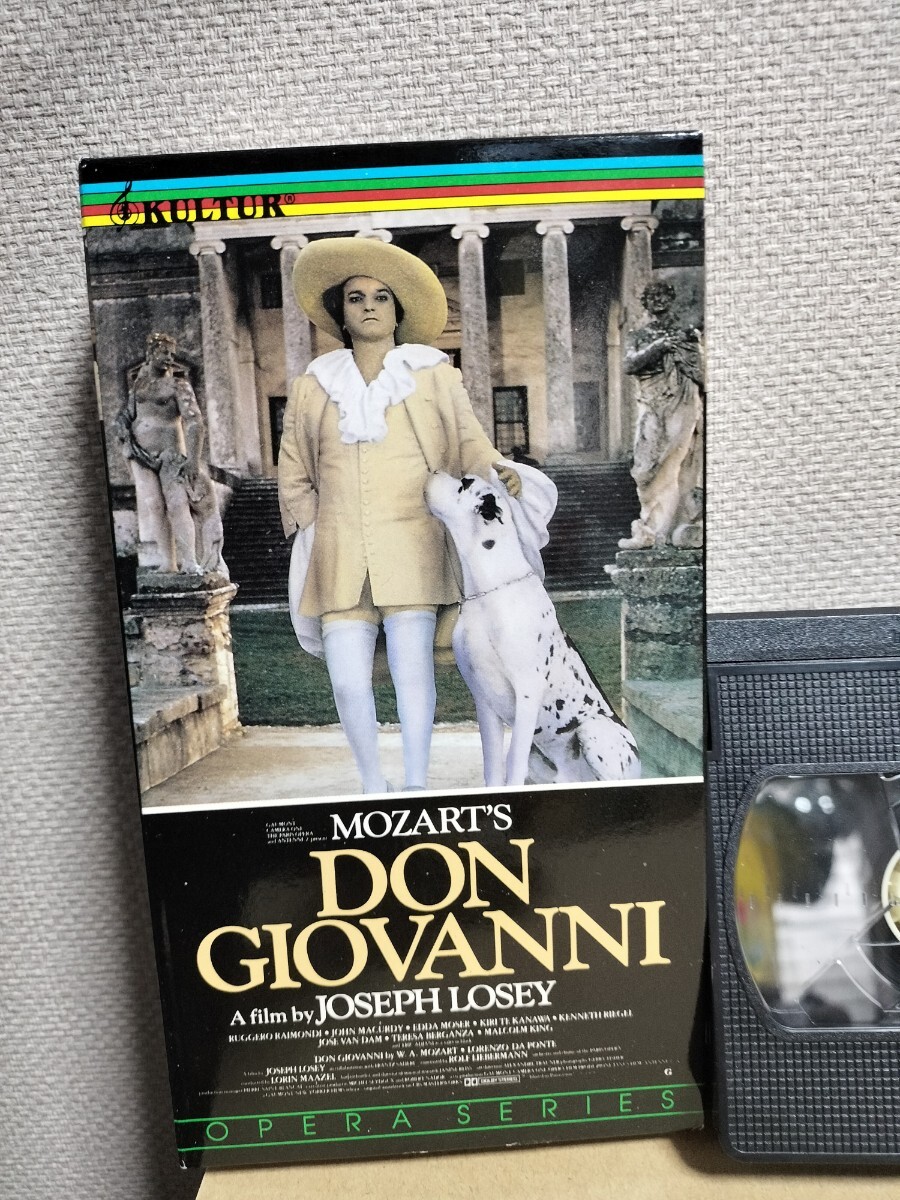 KULTUR®
GAUMONT
CAMERA ONE
THE PARIS OPERA
and ANTENNE 2 present
MOZART'S
DON
GIOVANNI
A film by JOSEPH LOSEY
RUGGERO RAIMONDI • JOHN MACURDY • EDDA MOSER • KIRI TE KANAWA • KENNETH RIEGEL
JOSE VAN DAM • TERESA BERGANZA • MALCOLM KING
DON GIOVANNI by W. A. MOZART • LORENZO DA PONTE
JOSEPH LOSEY ROLF LIEBERMANN
LORIN MAAZEL
DOLBY STEREO
G
OPERA SERIES